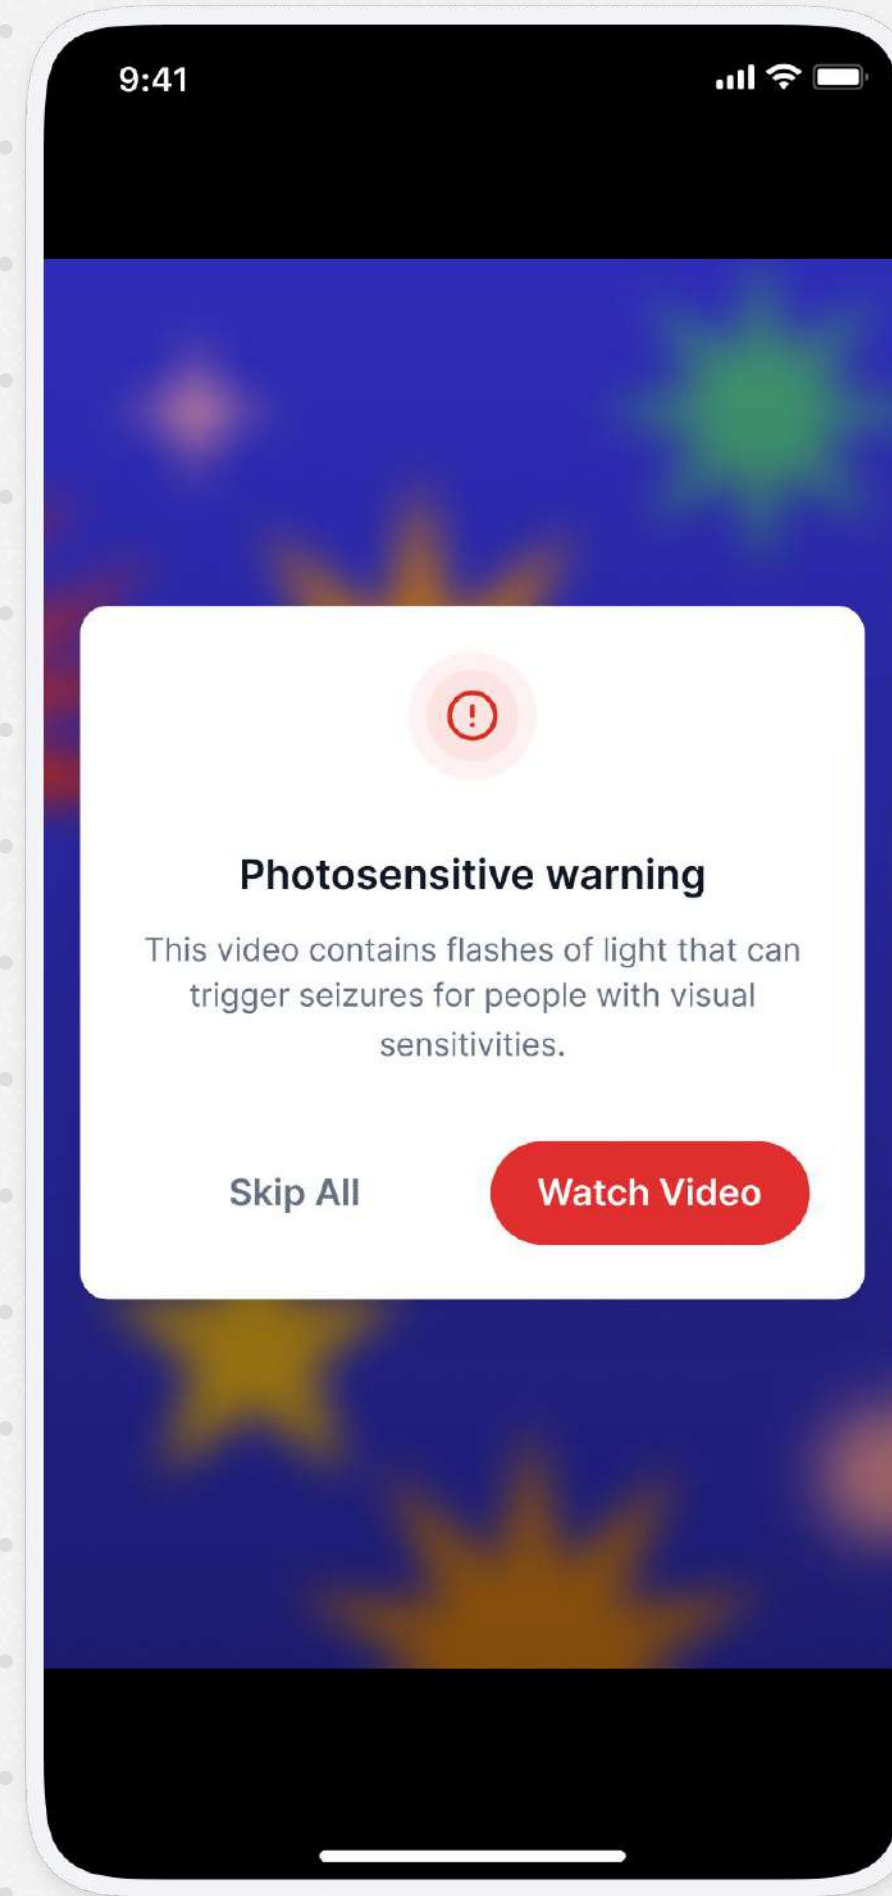 9:41
Photosensitive warning
This video contains flashes of light that can
trigger seizures for people with visual
sensitivities.
Skip All
Watch Video